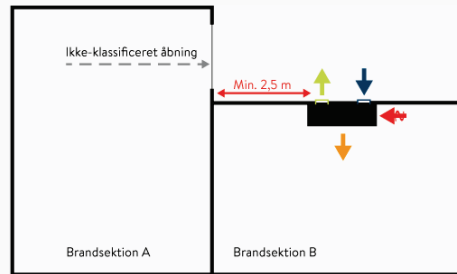 Ikke-klassificeret åbning
Min. 2,5 m
Brandsektion A
Brandsektion B